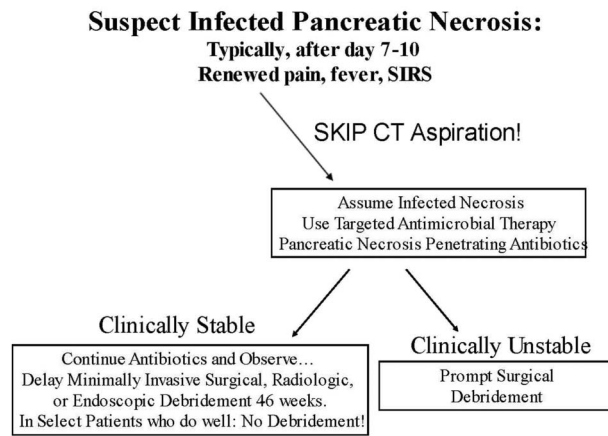 Suspect Infected Pancreatic Necrosis:
Typically, after day 7-10
Renewed pain, fever, SIRS
SKIP CT Aspiration!
Assume Infected Necrosis
Use Targeted Antimicrobial Therapy
Pancreatic Necrosis Penetrating Antibiotics
Clinically Stable
Continue Antibiotics and Observe...
Delay Minimally Invasive Surgical, Radiologic,
or Endoscopic Debridement 46 weeks.
In Select Patients who do well: No Debridement!
Clinically Unstable
Prompt Surgical
Debridement